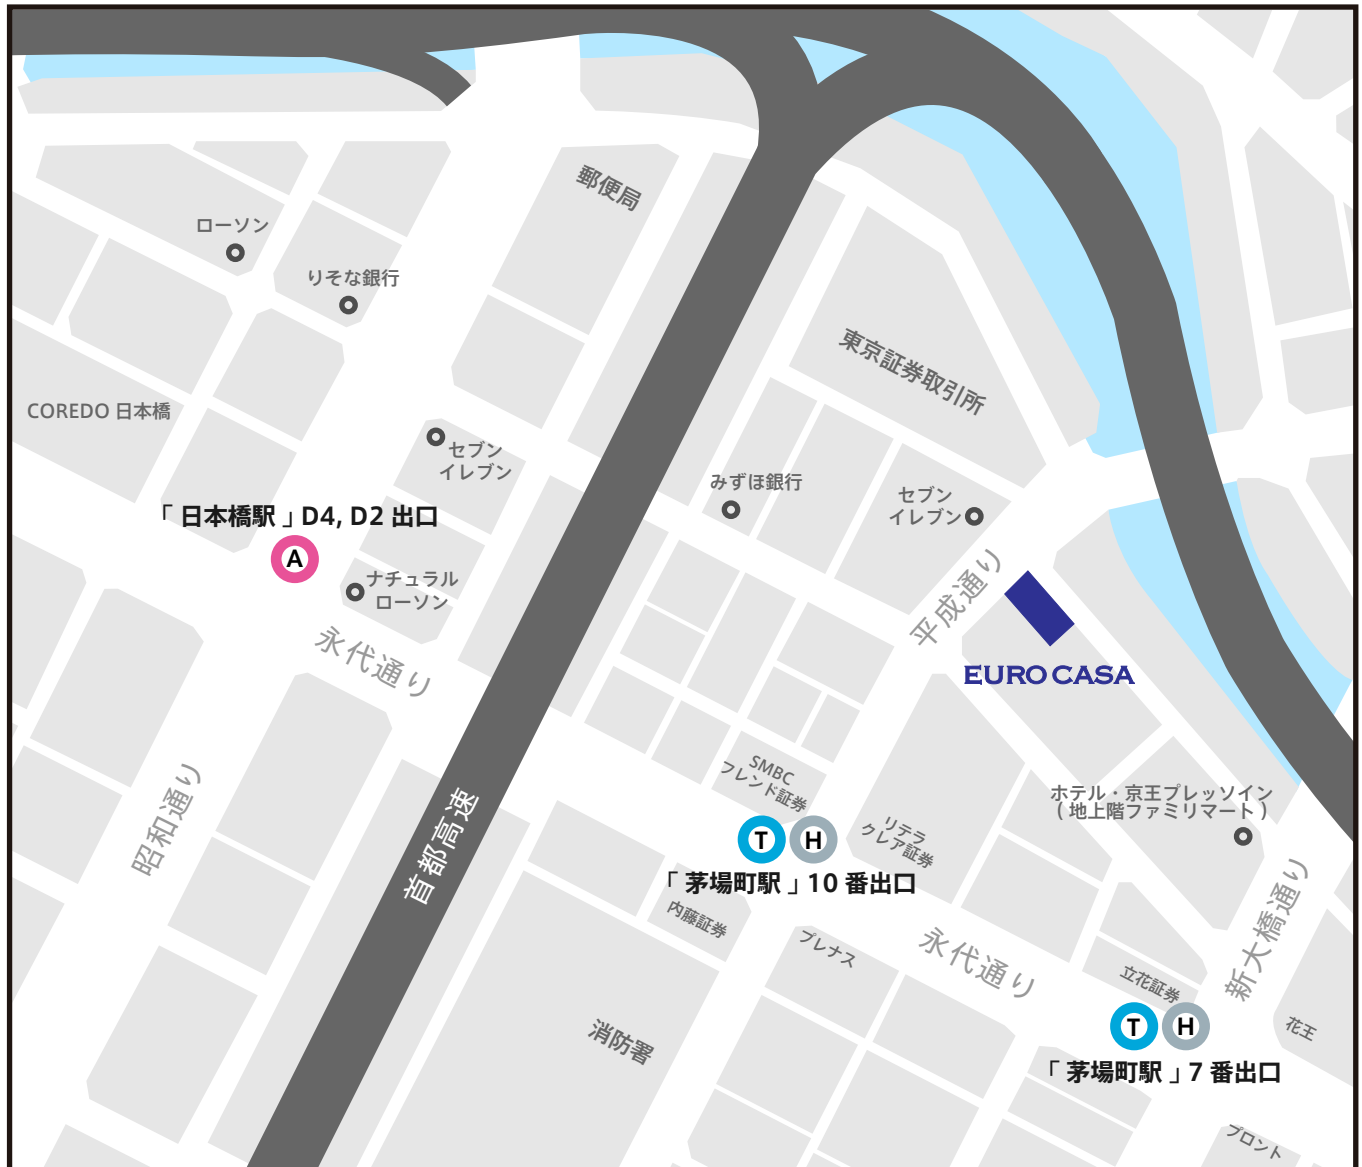 郵便局
ローソン
りそな銀行
東京証券取引所
COREDO 日本橋
セブン
イレブン
みずほ銀行
セブン
イレブン
「 日本橋駅 」D4, D2 出口
A
ナチュラル
ローソン
平成通り
永代通り
EURO CASA
昭和通り
首都高速
SMBC
フレンド証券
ホテル・京王プレッソイン
( 地上階ファミリマート )
リテラ
クレア証券
T H
「 茅場町駅 」10 番出口
内藤証券
プレナス
永代通り
新大橋通り
立花証券
花王
消防署
T H
「 茅場町駅 」7 番出口
プロント